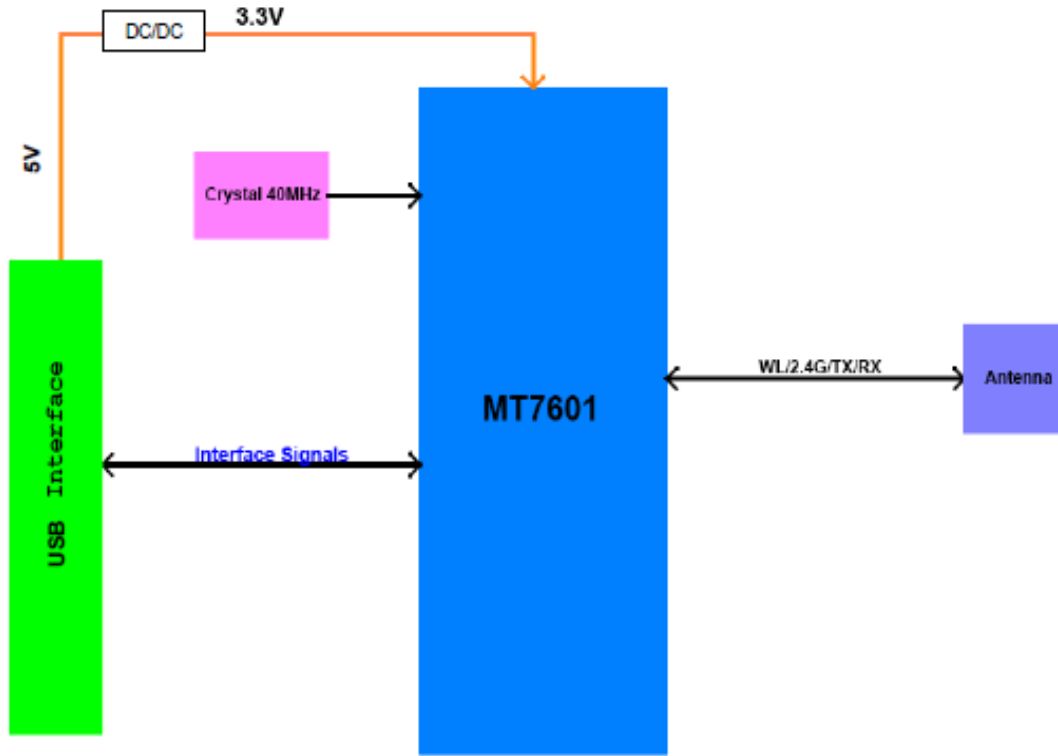 3.3V
DC/DC
5V
Crystal 40MHz
WL/2.4G/TX/RX
Antenna
MT7601
Interface Signals
USB Interface